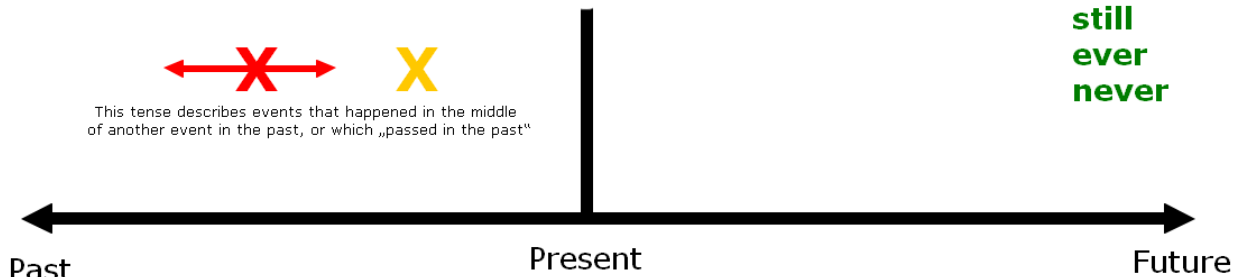 still
ever
never
X
X
This tense describes events that happened in the middle
of another event in the past, or which „passed in the past“
Past
Present
Future